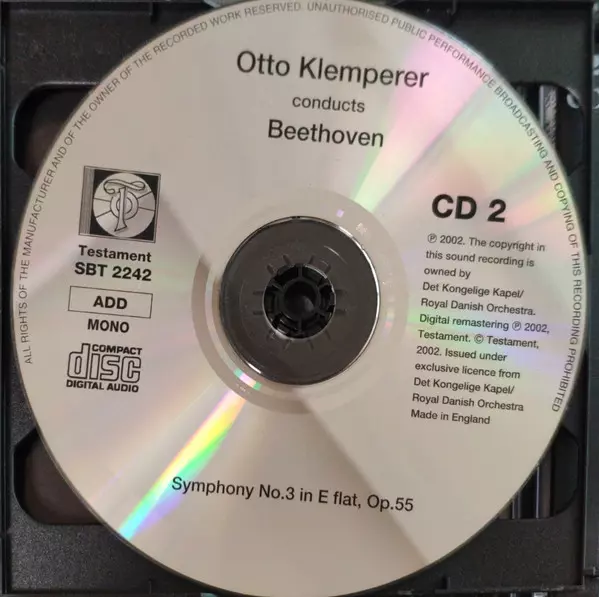 ALL RIGHTS OF THE MANUFACTURER AND OF THE OWNER OF THE RECORDED WORK RESERVED. UNAUTHORISED PUBLIC PERFORMANCE BROADCASTING AND COPYING OF THIS RECORDING PROHIBITED
Otto Klemperer
conducts
Beethoven
Testament
SBT 2242
ADD
MONO
COMPACT
disc
DIGITAL AUDIO
CD 2
℗ 2002. The copyright in
this sound recording is
owned by
Det Kongelige Kapel/
Royal Danish Orchestra.
Digital remastering ℗ 2002,
Testament. © Testament,
2002. Issued under
exclusive licence from
Det Kongelige Kapel/
Royal Danish Orchestra
Made in England
Symphony No.3 in E flat, Op.55